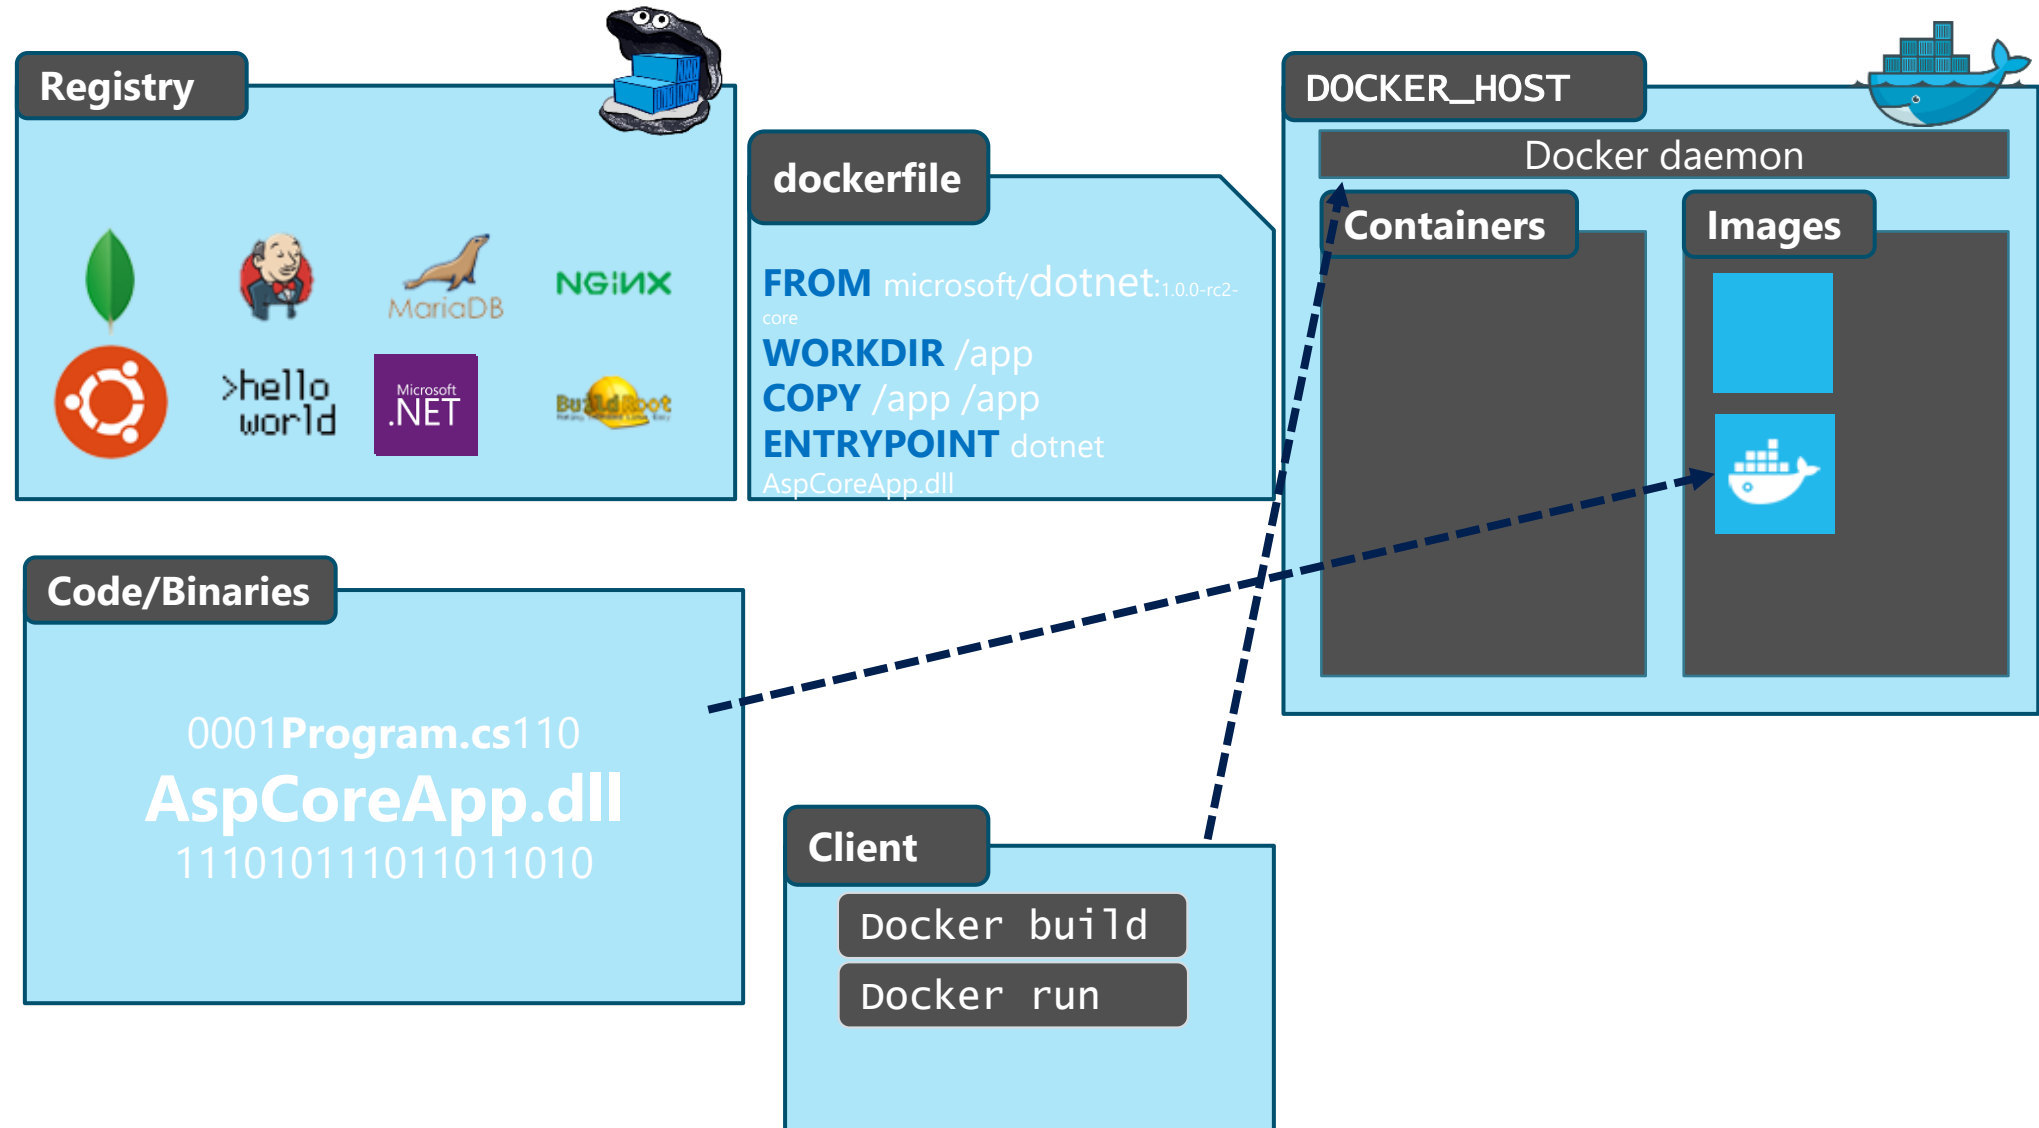 Registry
MariaDB
NGiNX
>hello
world
Microsoft
.NET
BuildRoot
dockerfile
FROM microsoft/dotnet:1.0.0-rc2-
core
WORKDIR /app
COPY /app /app
ENTRYPOINT dotnet
AspCoreApp.dll
DOCKER_HOST
Docker daemon
Containers
Images
Code/Binaries
0001Program.cs110
AspCoreApp.dll
111010111011011010
Client
Docker build
Docker run